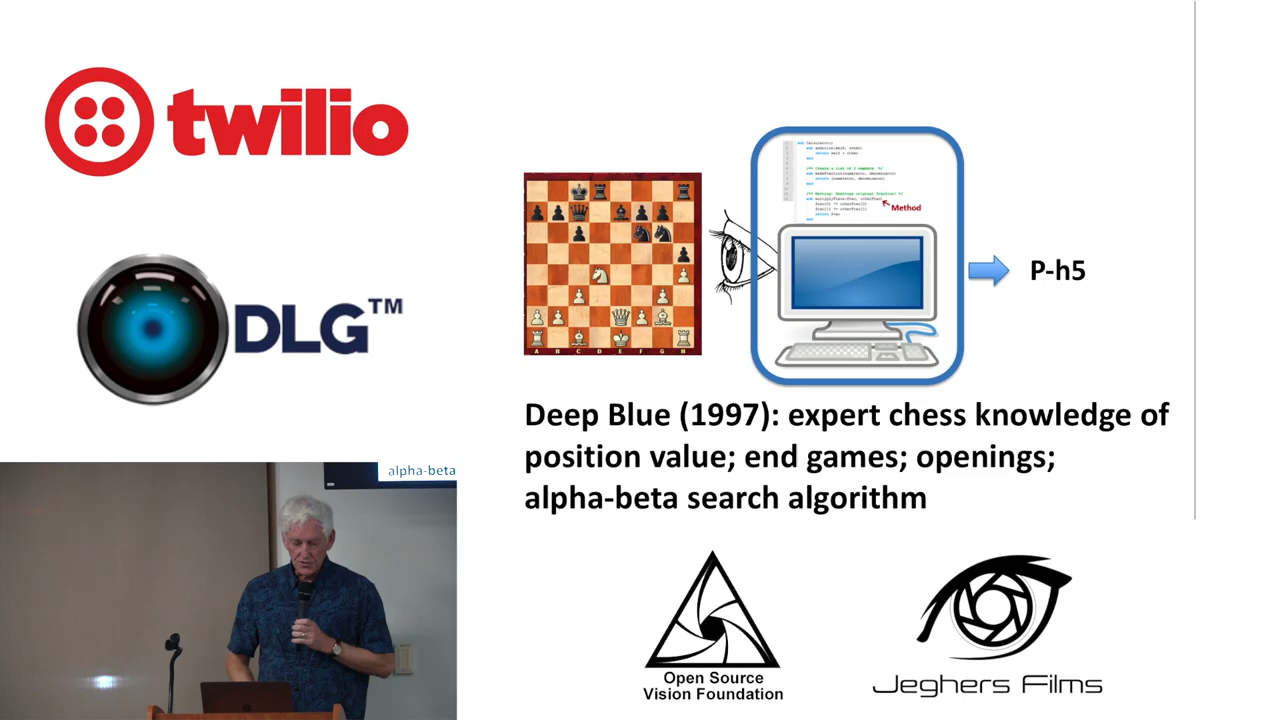 twilio
DLG™
Method
P-h5
A B C D E F G H
Deep Blue (1997): expert chess knowledge of
position value; end games; openings;
alpha-beta search algorithm
alpha-beta
Open Source
Vision Foundation
Jeghers Films